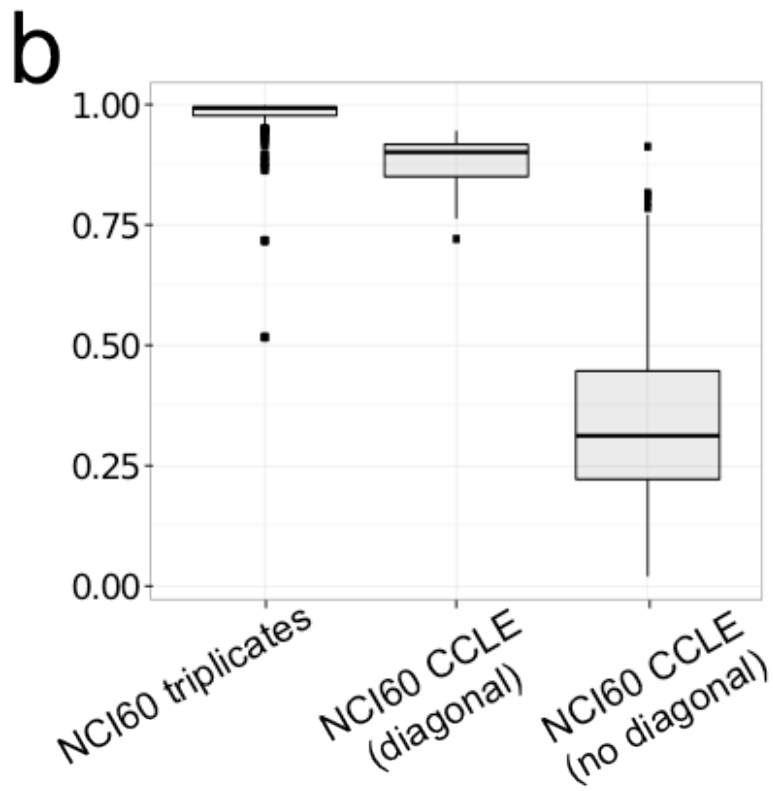 b
1.00
0.75
0.50
0.25
0.00
NCI60 triplicates
NCI60 CCLE
(diagonal)
NCI60 CCLE
(no diagonal)